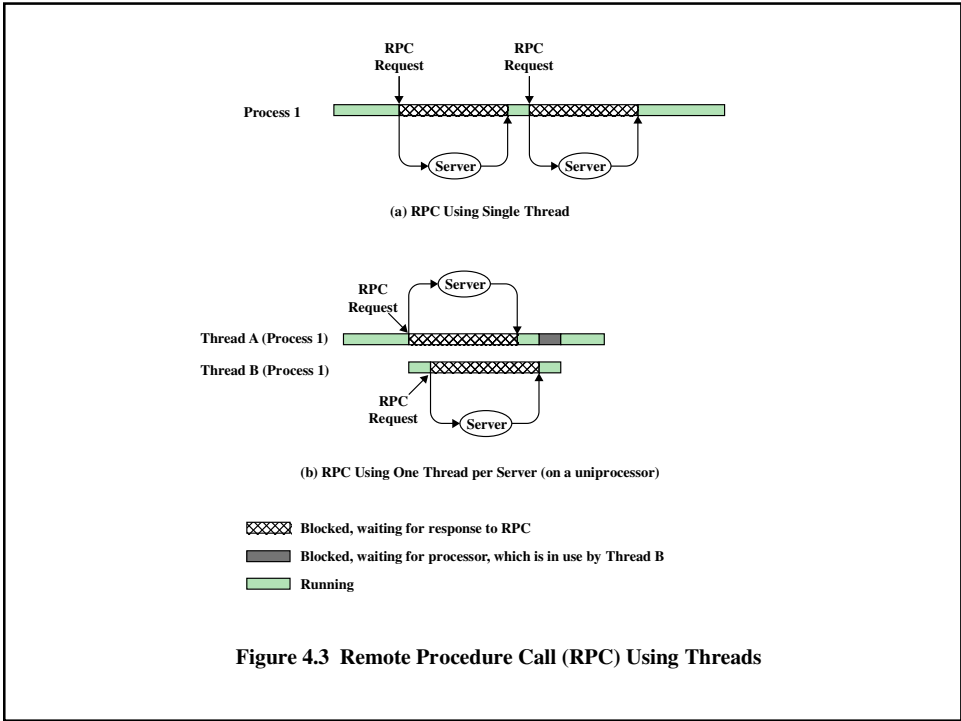 RPC
Request
RPC
Request
Process 1
Server
Server
(a) RPC Using Single Thread
Server
RPC
Request
Thread A (Process 1)
Thread B (Process 1)
RPC
Request
Server
(b) RPC Using One Thread per Server (on a uniprocessor)
Blocked, waiting for response to RPC
Blocked, waiting for processor, which is in use by Thread B
Running
Figure 4.3 Remote Procedure Call (RPC) Using Threads